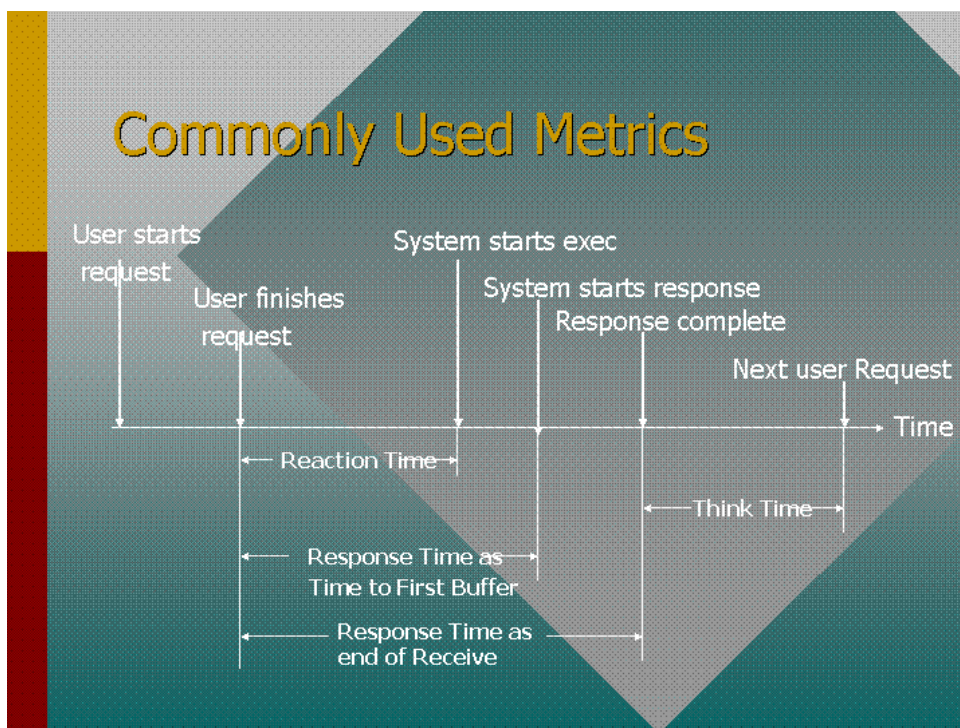 Commonly Used Metrics
User starts
request
System starts exec
User finishes
request
System starts response
Response complete
Next user Request
Time
Reaction Time
Think Time
Response Time as
Time to First Buffer
Response Time as
end of Receive